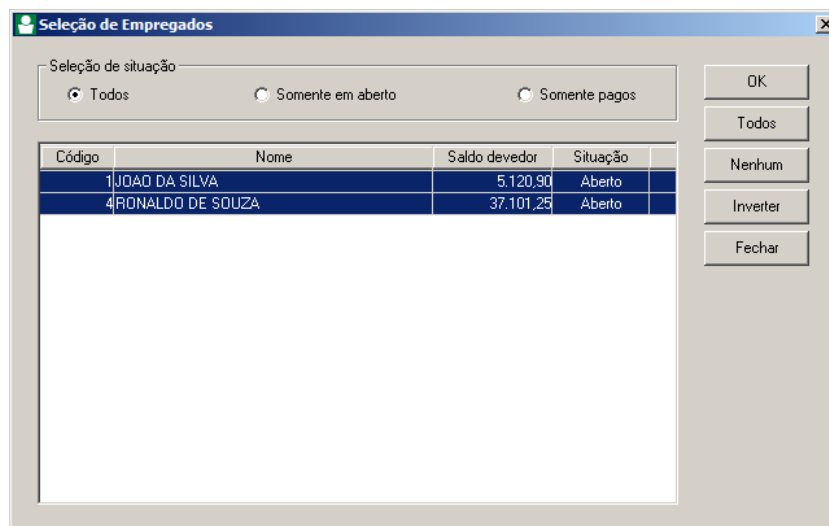 Seleção de Empregados
Seleção de situação
Todos Somente em aberto Somente pagos
OK
Todos
Nenhum
Inverter
Fechar
Código Nome Saldo devedor Situação
1 JOAO DA SILVA 5.120,90 Aberto
4 RONALDO DE SOUZA 37.101,25 Aberto